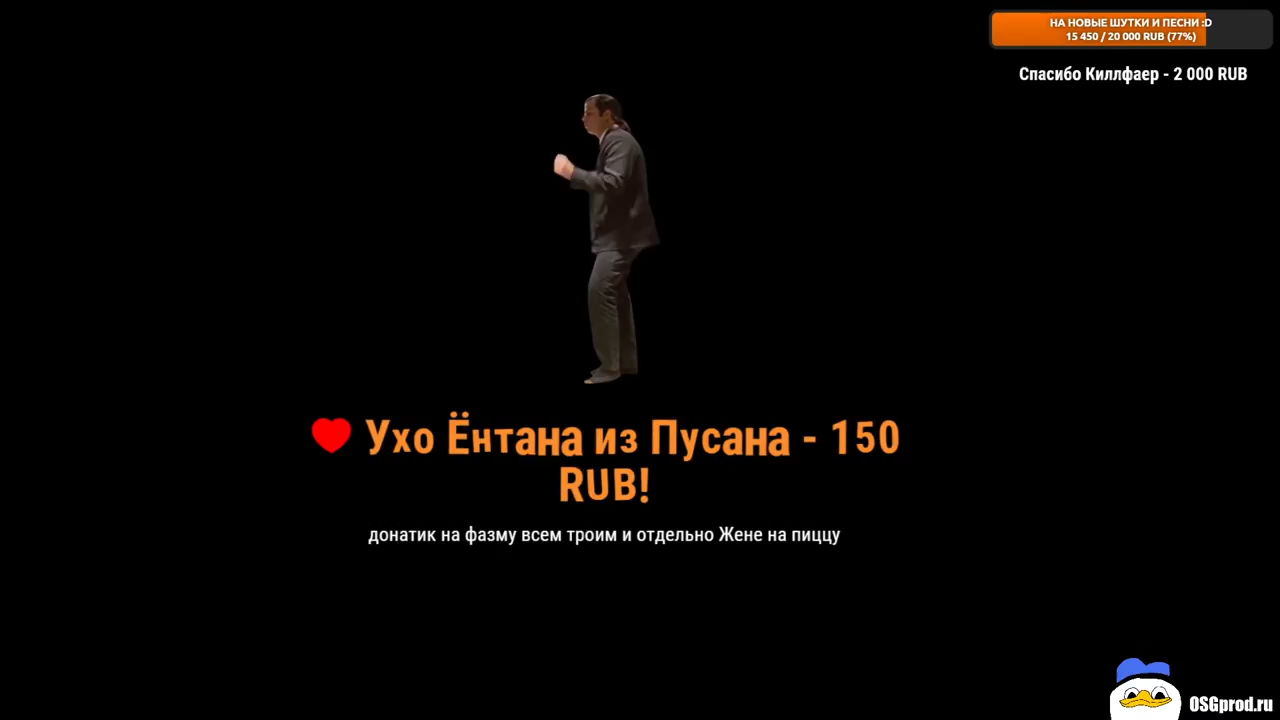 НА НОВЫЕ ШУТКИ И ПЕСНИ :D
15 450 / 20 000 RUB (77%)
Спасибо Киллфаер - 2 000 RUB
Ухо Ёнтана из Пусана - 150
RUB!
донатик на фазму всем троим и отдельно Жене на пиццу
OSGprod.ru